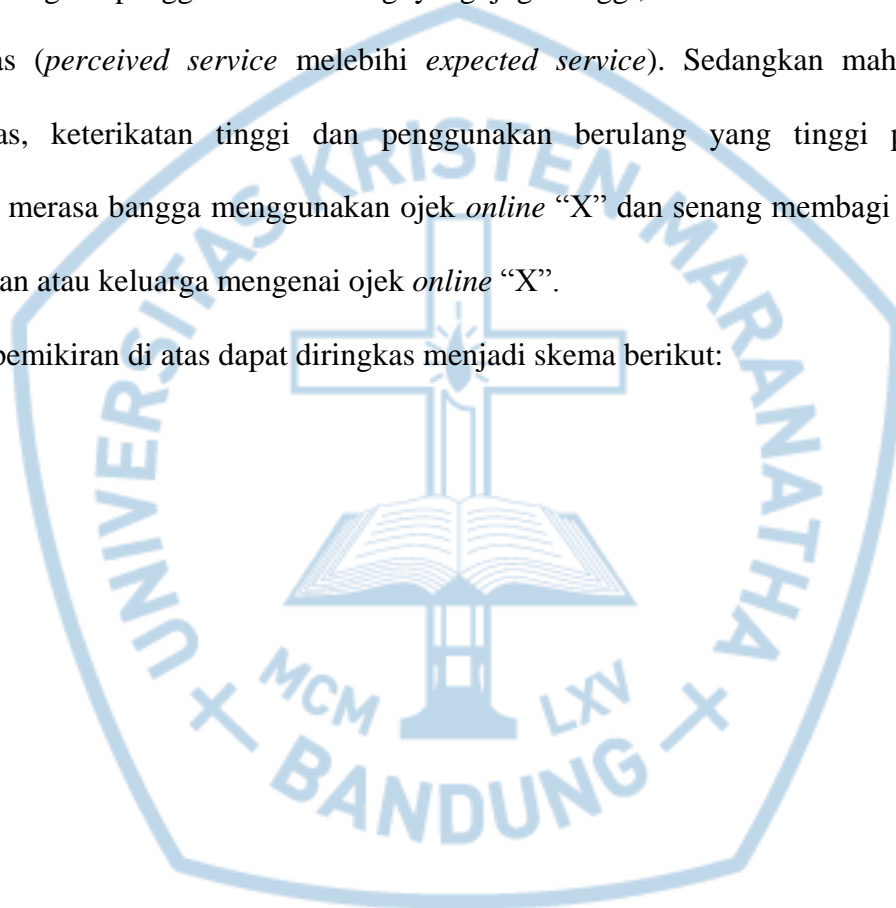 as (perceived service melebihi expected service). Sedangkan mah
as, keterikatan tinggi dan penggunakan berulang yang tinggi p
merasa bangga menggunakan ojek online “X” dan senang membagi
an atau keluarga mengenai ojek online “X”.
pemikiran di atas dapat diringkas menjadi skema berikut:
UNIVERSITAS KRISTEN MARANATHA
MCM LXV
BANDUNG